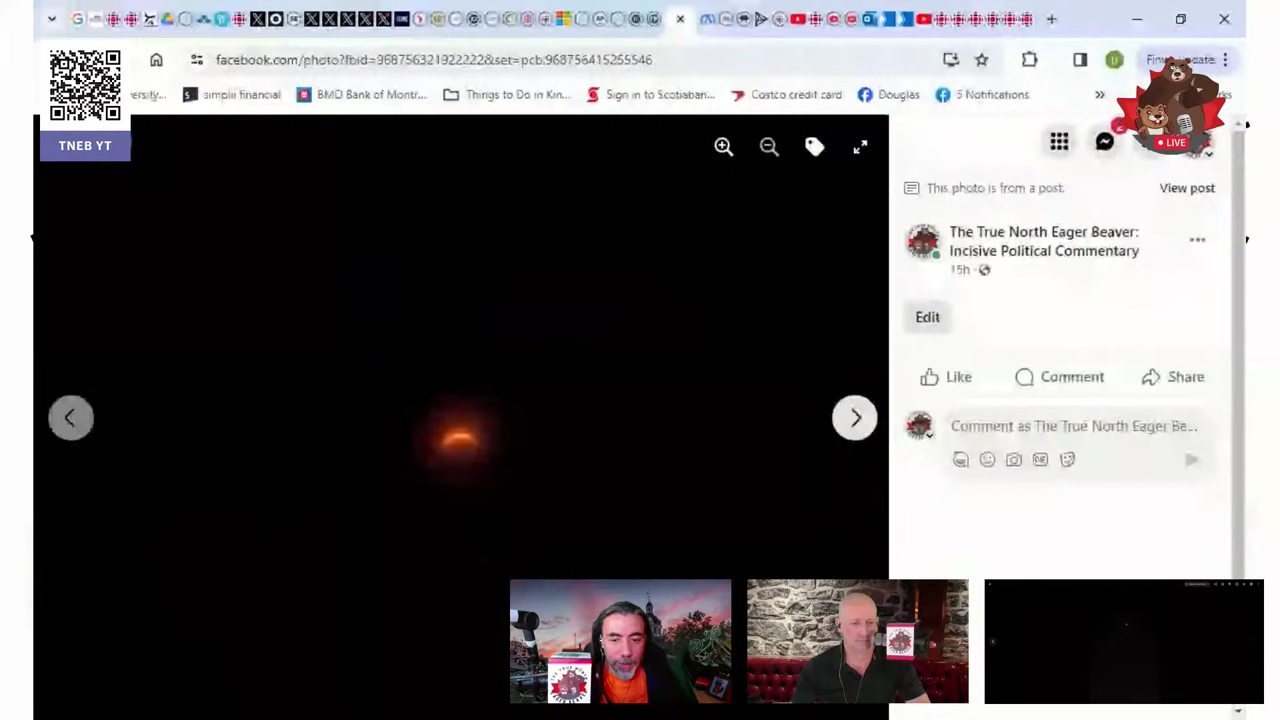 facebook.com/photo?fbid=968756321922222&set=pcb:968756415255546
Finish update
simplii financial
BMO Bank of Montr...
Things to Do in Kin...
Sign in to Scotiaban...
Costco credit card
Douglas
5 Notifications
»
TNEB YT
LIVE
This photo is from a post.
View post
The True North Eager Beaver:
Incisive Political Commentary
15h
Edit
Like
Comment
Share
Comment as The True North Eager Be...
GIF